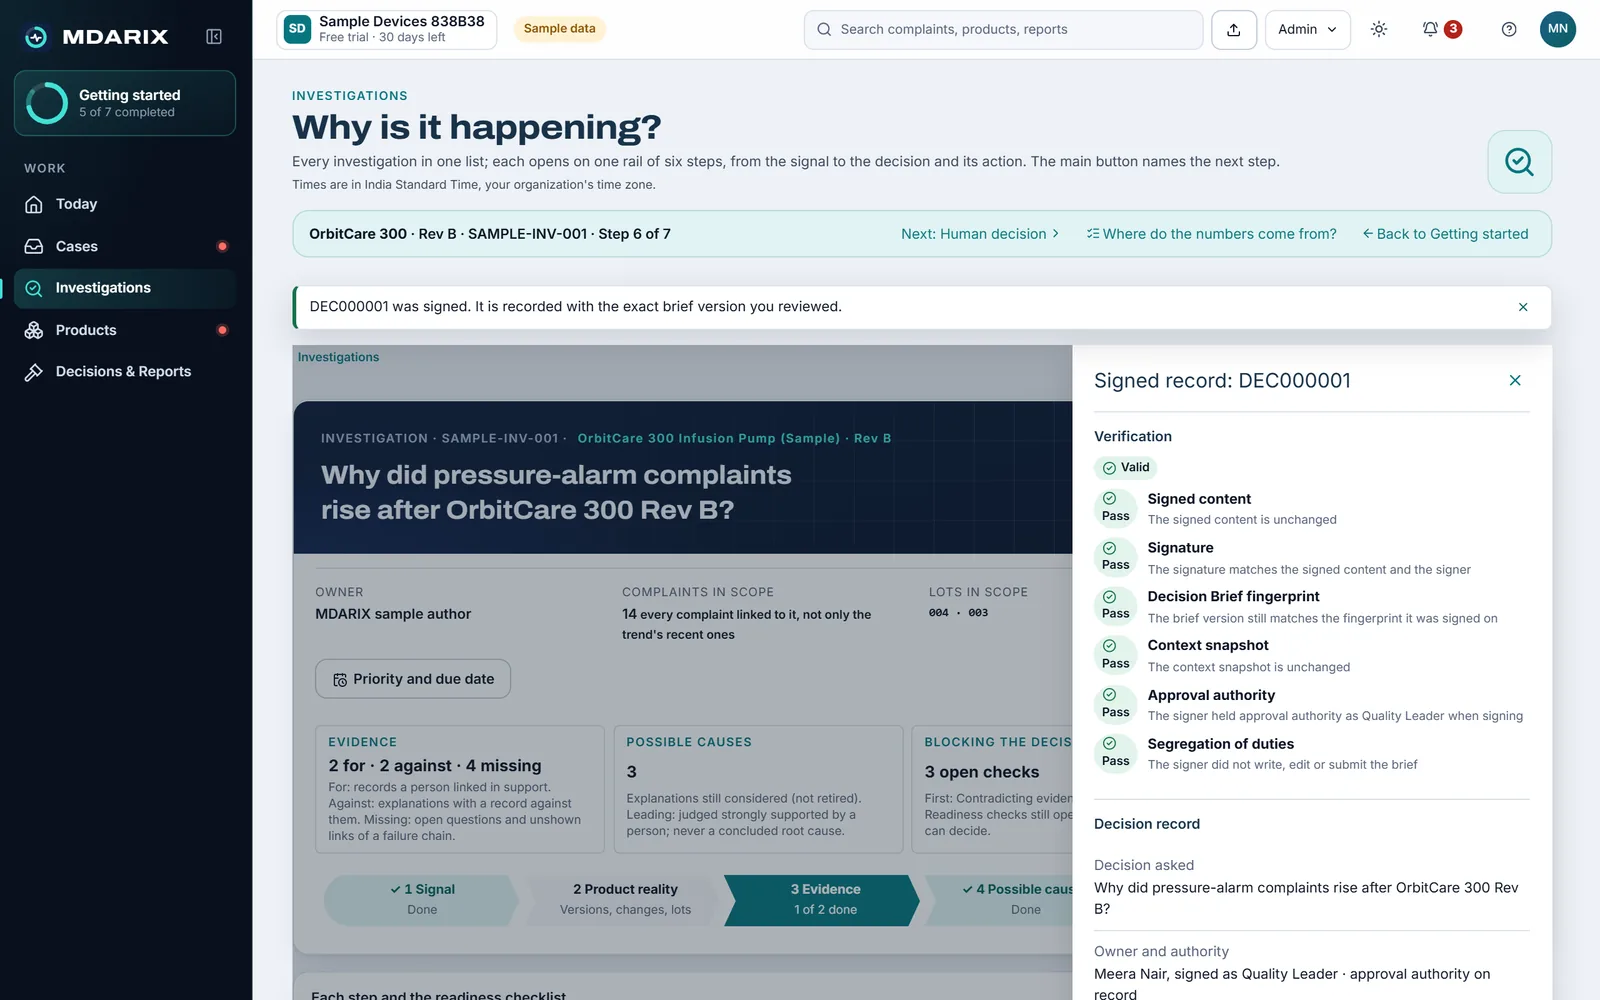 MDARIX
Getting started
5 of 7 completed
WORK
Today
Cases
Investigations
Products
Decisions & Reports
SD
Sample Devices 838B38
Free trial · 30 days left
Sample data
Search complaints, products, reports
Admin
3
MN
INVESTIGATIONS
Why is it happening?
Every investigation in one list; each opens on one rail of six steps, from the signal to the decision and its action. The main button names the next step.
Times are in India Standard Time, your organization's time zone.
OrbitCare 300 · Rev B · SAMPLE-INV-001 · Step 6 of 7
Next: Human decision
Where do the numbers come from?
Back to Getting started
DEC000001 was signed. It is recorded with the exact brief version you reviewed.
Investigations
INVESTIGATION · SAMPLE-INV-001 · OrbitCare 300 Infusion Pump (Sample) · Rev B
Why did pressure-alarm complaints
rise after OrbitCare 300 Rev B?
OWNER
MDARIX sample author
COMPLAINTS IN SCOPE
14 every complaint linked to it, not only the
trend's recent ones
LOTS IN SCOPE
004 · 003
Priority and due date
EVIDENCE
2 for · 2 against · 4 missing
For: records a person linked in support.
Against: explanations with a record against
them. Missing: open questions and unshown
links of a failure chain.
POSSIBLE CAUSES
3
Explanations still considered (not retired).
Leading: judged strongly supported by a
person; never a concluded root cause.
BLOCKING THE DECIS
3 open checks
First: Contradicting eviden
Readiness checks still ope
can decide.
1 Signal
Done
2 Product reality
Versions, changes, lots
3 Evidence
1 of 2 done
4 Possible caus
Done
Each step and the readiness checklist
Signed record: DEC000001
Verification
Valid
Pass
Signed content
The signed content is unchanged
Pass
Signature
The signature matches the signed content and the signer
Pass
Decision Brief fingerprint
The brief version still matches the fingerprint it was signed on
Pass
Context snapshot
The context snapshot is unchanged
Pass
Approval authority
The signer held approval authority as Quality Leader when signing
Pass
Segregation of duties
The signer did not write, edit or submit the brief
Decision record
Decision asked
Why did pressure-alarm complaints rise after OrbitCare 300 Rev
B?
Owner and authority
Meera Nair, signed as Quality Leader · approval authority on
record